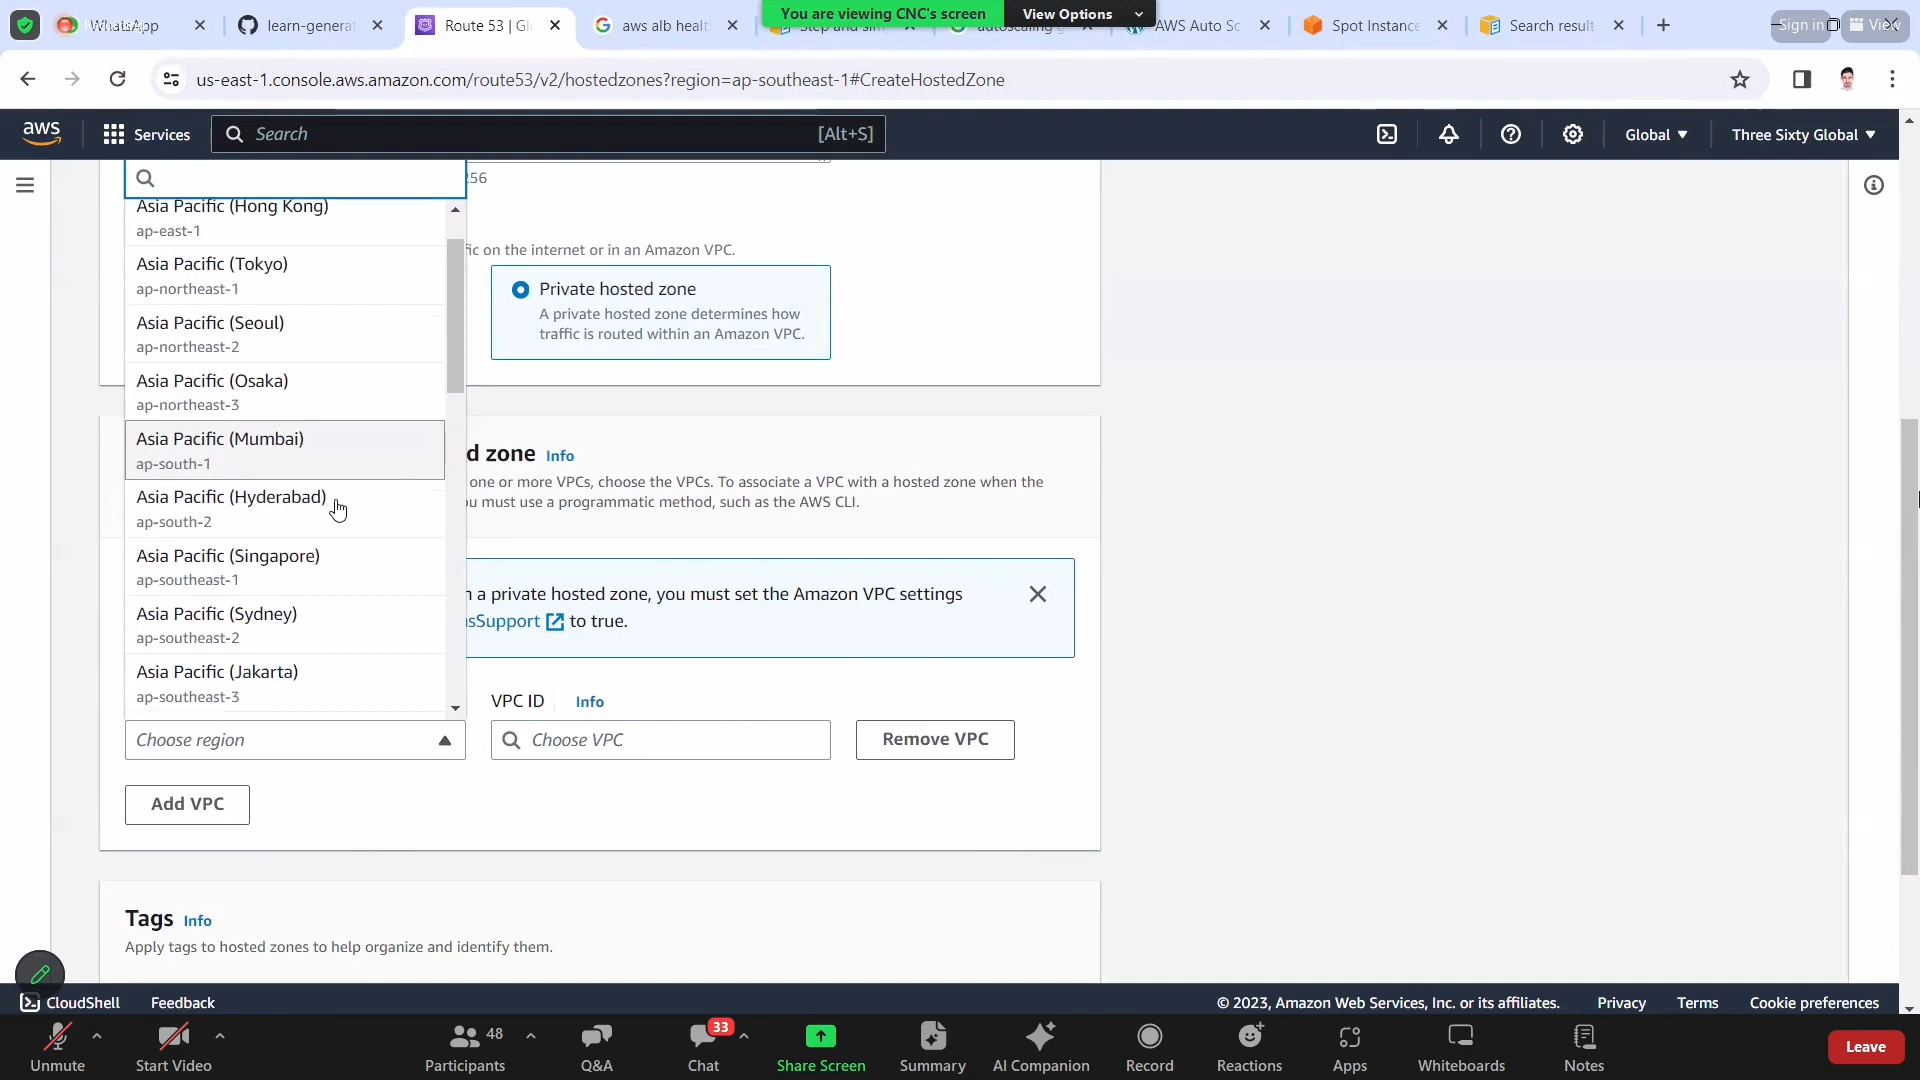 WhatsApp
learn-generat
Route 53 | Gl
aws alb healt
You are viewing CNC's screen
View Options
AWS Auto Sc
Spot Instance
Search result
Sign in
View
us-east-1.console.aws.amazon.com/route53/v2/hostedzones?region=ap-southeast-1#CreateHostedZone
aws
Services
Search
[Alt+S]
Global
Three Sixty Global
256
Asia Pacific (Hong Kong)
ap-east-1
fic on the internet or in an Amazon VPC.
Asia Pacific (Tokyo)
ap-northeast-1
Private hosted zone
A private hosted zone determines how
traffic is routed within an Amazon VPC.
Asia Pacific (Seoul)
ap-northeast-2
Asia Pacific (Osaka)
ap-northeast-3
Asia Pacific (Mumbai)
ap-south-1
d zone Info
one or more VPCs, choose the VPCs. To associate a VPC with a hosted zone when the
u must use a programmatic method, such as the AWS CLI.
Asia Pacific (Hyderabad)
ap-south-2
Asia Pacific (Singapore)
ap-southeast-1
a private hosted zone, you must set the Amazon VPC settings
sSupport to true.
Asia Pacific (Sydney)
ap-southeast-2
Asia Pacific (Jakarta)
ap-southeast-3
VPC ID Info
Choose region
Choose VPC
Remove VPC
Add VPC
Tags Info
Apply tags to hosted zones to help organize and identify them.
CloudShell
Feedback
© 2023, Amazon Web Services, Inc. or its affiliates.
Privacy
Terms
Cookie preferences
Unmute
Start Video
48
Participants
Q&A
33
Chat
Share Screen
Summary
AI Companion
Record
Reactions
Apps
Whiteboards
Notes
Leave